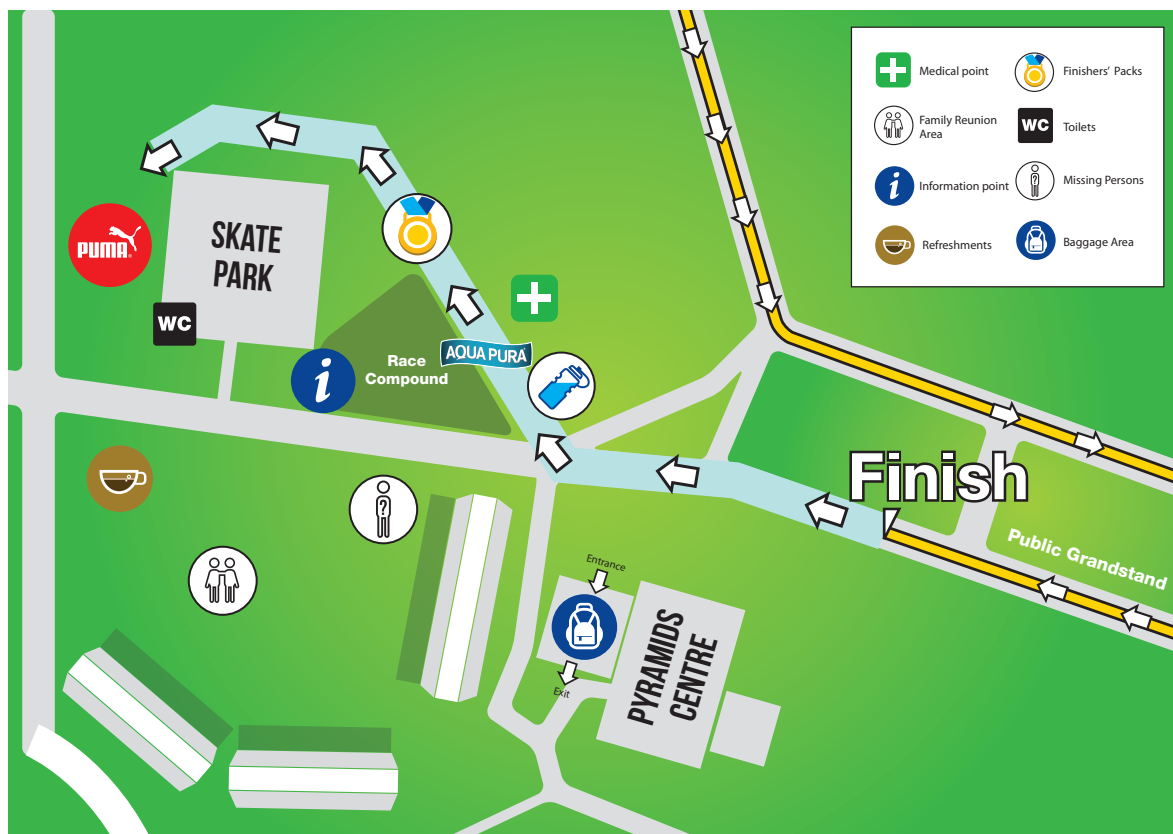 Medical point
Finishers' Packs
Family Reunion
Area
WC
Toilets
i
Information point
?
Missing Persons
Refreshments
Baggage Area
SKATE
PARK
PUMA®
WC
i
Race
Compound
AQUA PURA
Finish
Public Grandstand
?
Entrance
Exit
PYRAMIDS
CENTRE